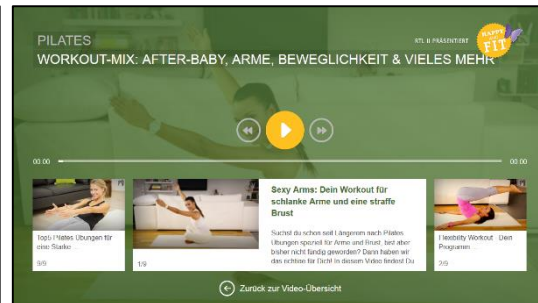 PILATES
RTL II PRÄSENTIERT
HAPPY
FIT
WORKOUT-MIX: AFTER-BABY, ARME, BEWEGLICHKEIT & VIELES MEHR
00:00
00:00
Top5 Pilates Übungen für
eine Starke ...
9/9
1/9
Sexy Arms: Dein Workout für
schlanke Arme und eine straffe
Brust
Suchst du schon seit Längerem nach Pilates
Übungen speziell für Arme und Brust, bist aber
bisher nicht fündig geworden? Dann haben wir
das richtige für Dich! In diesem Video findest Du
Flexibility Workout - Dein
Programm ...
2/9
Zurück zur Video-Übersicht